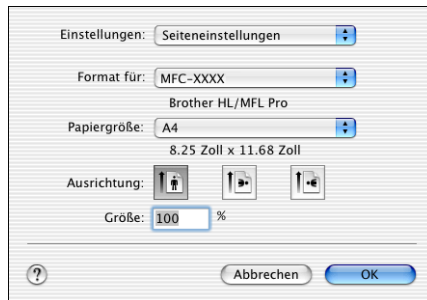 Einstellungen: Seiteneinstellungen
Format für: MFC-XXXX
Brother HL/MFL Pro
Papiergröße: A4
8.25 Zoll x 11.68 Zoll
Ausrichtung:
Größe: 100 %
? Abbrechen OK